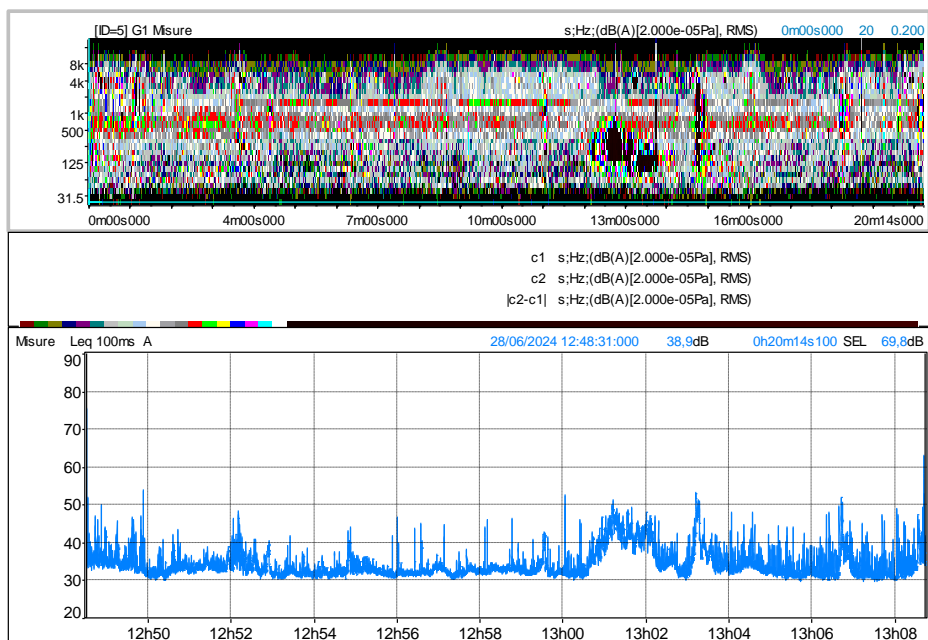 [ID=5] G1 Misure s;Hz;(dB(A)[2.000e-05Pa], RMS) 0m00s000 20 0.200
8k
4k
1k
500
125
31.5
0m00s000 4m00s000 7m00s000 10m00s000 13m00s000 16m00s000 20m14s000
c1 s;Hz;(dB(A)[2.000e-05Pa], RMS)
c2 s;Hz;(dB(A)[2.000e-05Pa], RMS)
|c2-c1| s;Hz;(dB(A)[2.000e-05Pa], RMS)
Misure Leq 100ms A 28/06/2024 12:48:31:000 38,9dB 0h20m14s100 SEL 69,8dB
90
80
70
60
50
40
30
20
12h50 12h52 12h54 12h56 12h58 13h00 13h02 13h04 13h06 13h08